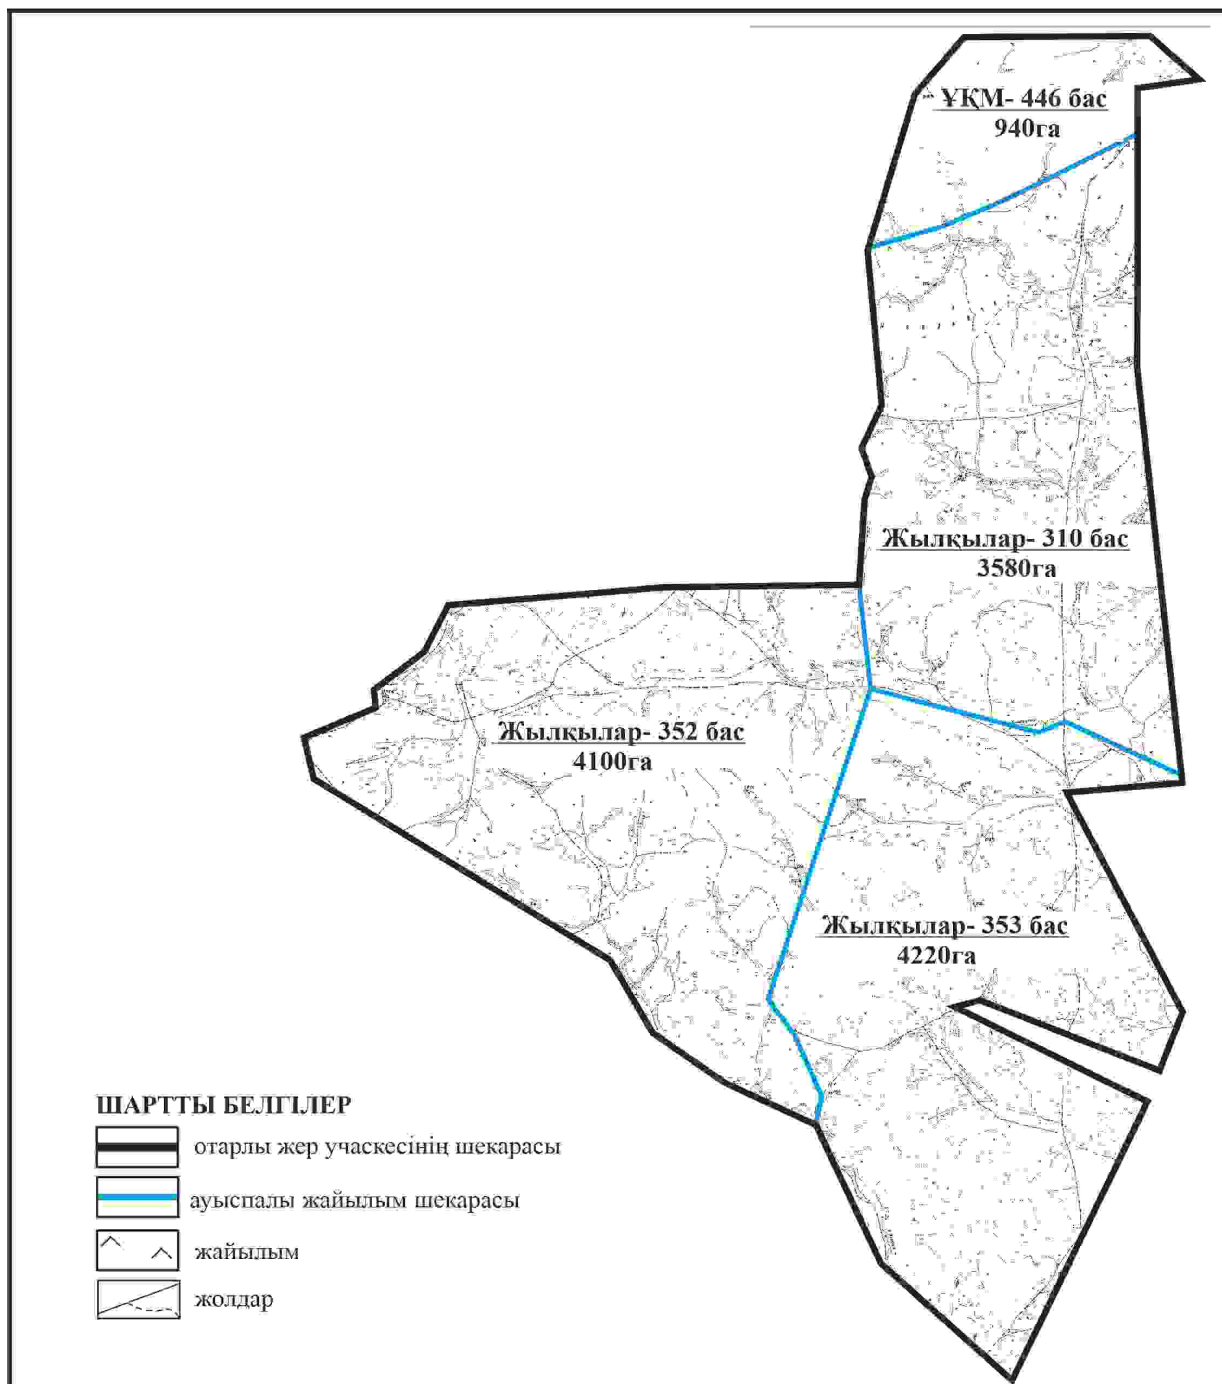 ҰҚМ- 446 бас
940га
Жылқылар- 310 бас
3580га
Жылқылар- 352 бас
4100га
Жылқылар- 353 бас
4220га
ШАРТТЫ БЕЛГІЛЕР
отарлы жер учаскесінің шекарасы
ауыспалы жайылым шекарасы
жайылым
жолдар